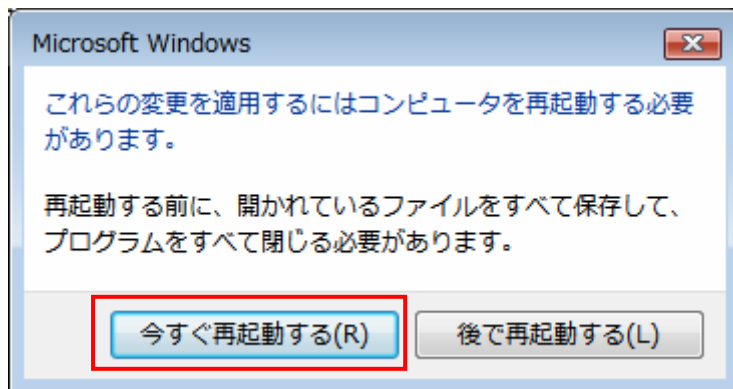 Microsoft Windows
これらの変更を適用するにはコンピュータを再起動する必要
があります。
再起動する前に、開かれているファイルをすべて保存して、
プログラムをすべて閉じる必要があります。
今すぐ再起動する(R)
後で再起動する(L)